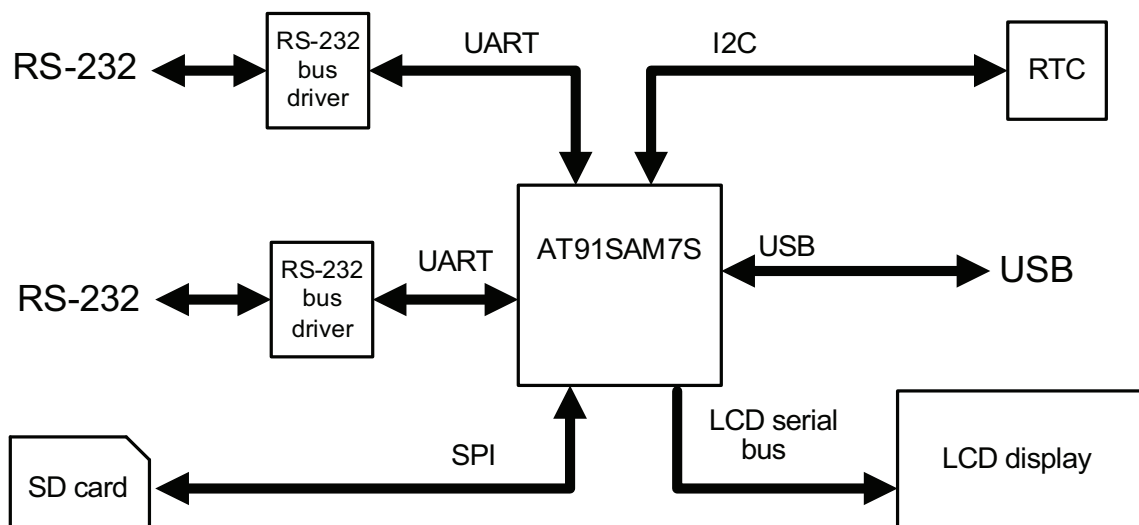 RS-232
RS-232
bus
driver
UART
I2C
RTC
AT91SAM7S
RS-232
RS-232
bus
driver
UART
USB
USB
SD card
SPI
LCD serial
bus
LCD display